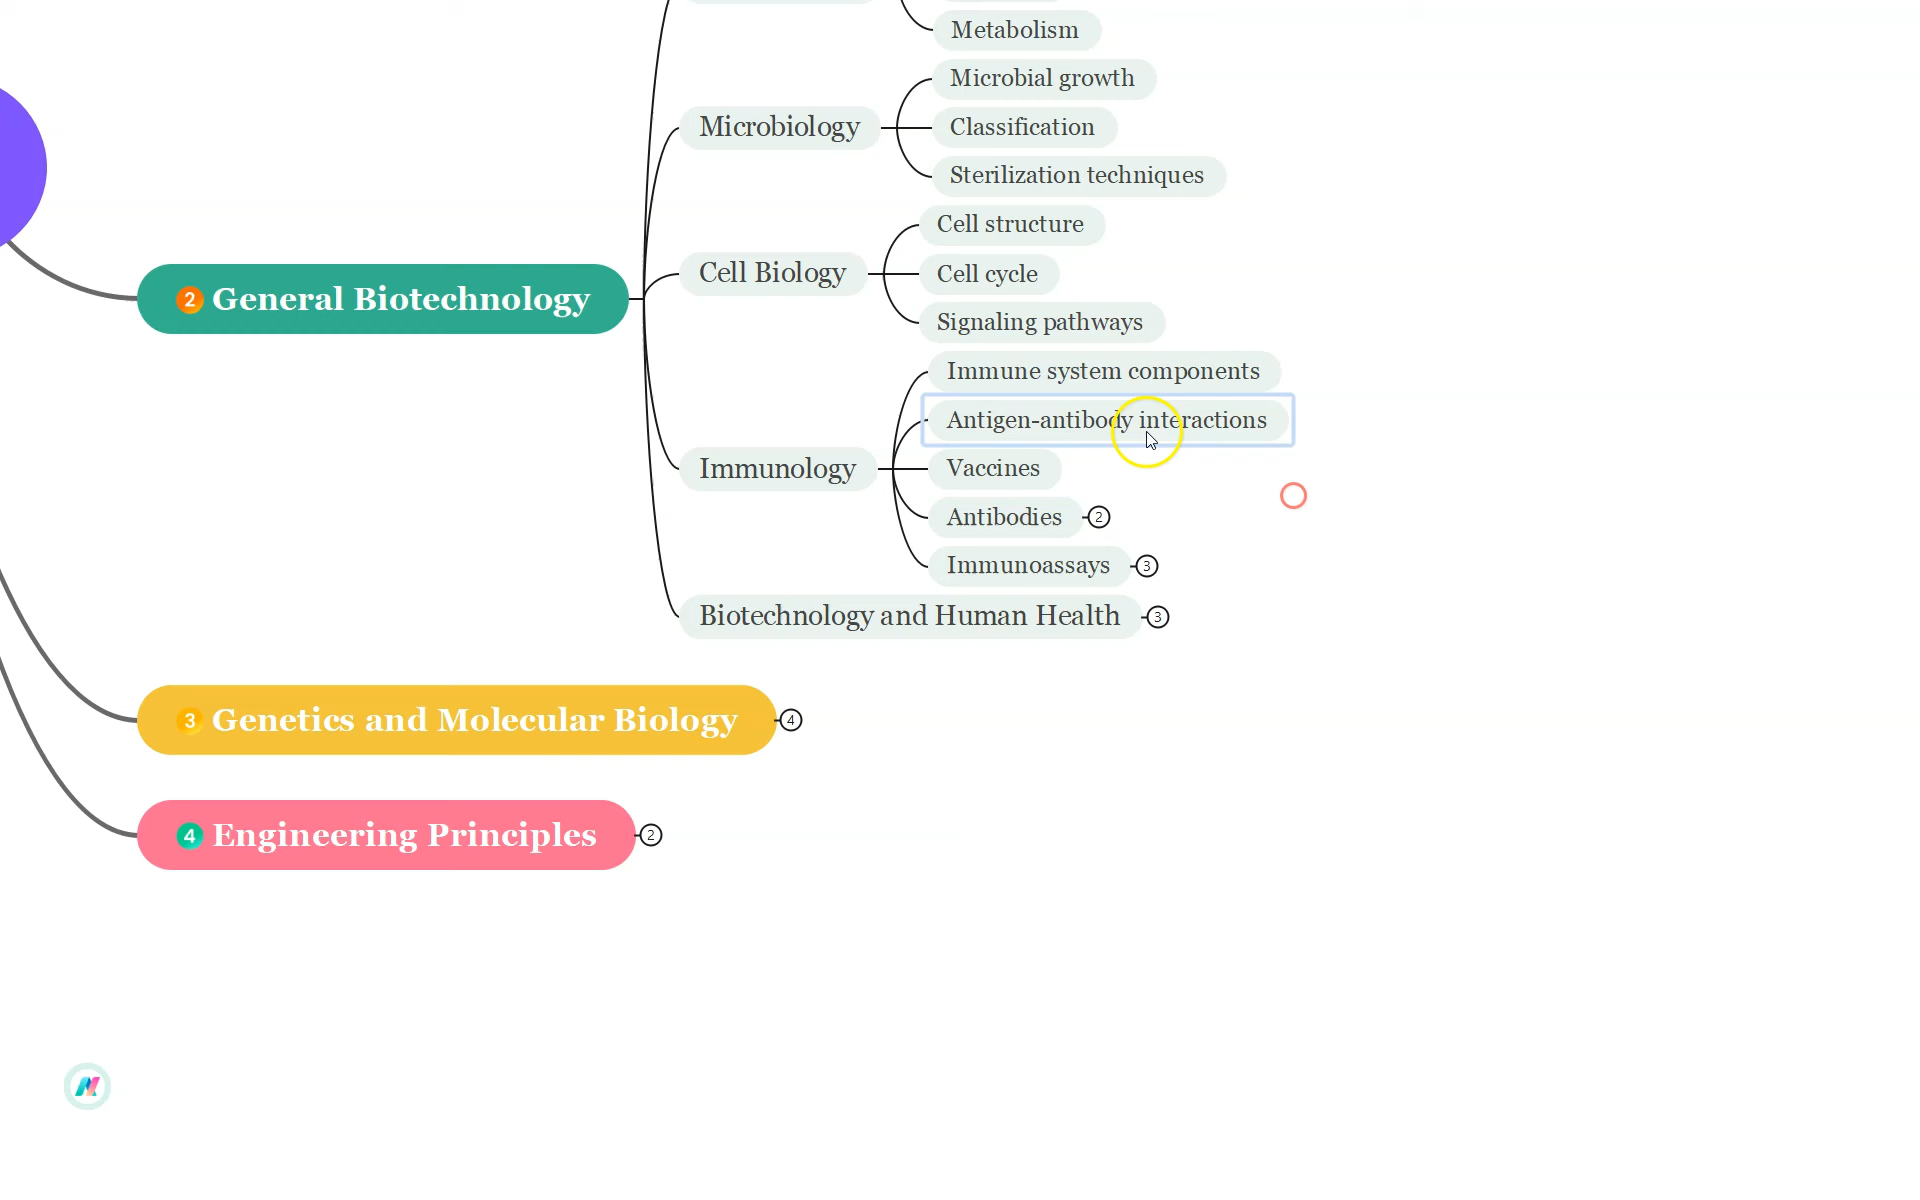 Metabolism
Microbial growth
Microbiology
Classification
Sterilization techniques
Cell structure
Cell Biology
Cell cycle
2 General Biotechnology
Signaling pathways
Immune system components
Antigen-antibody interactions
Immunology
Vaccines
Antibodies 2
Immunoassays 3
Biotechnology and Human Health 3
3 Genetics and Molecular Biology 4
4 Engineering Principles 2